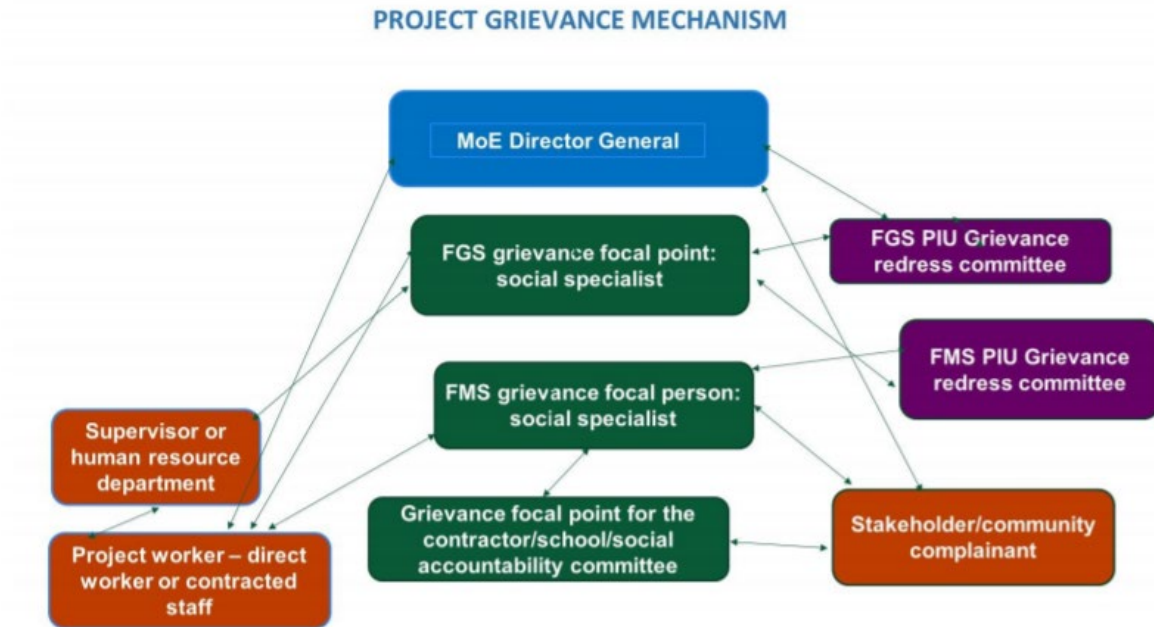 PROJECT GRIEVANCE MECHANISM
MoE Director General
FGS grievance focal point:
social specialist
FGS PIU Grievance
redress committee
FMS PIU Grievance
redress committee
FMS grievance focal person:
social specialist
Supervisor or
human resource
department
Grievance focal point for the
contractor/school/social
accountability committee
Stakeholder/community
complainant
Project worker – direct
worker or contracted
staff